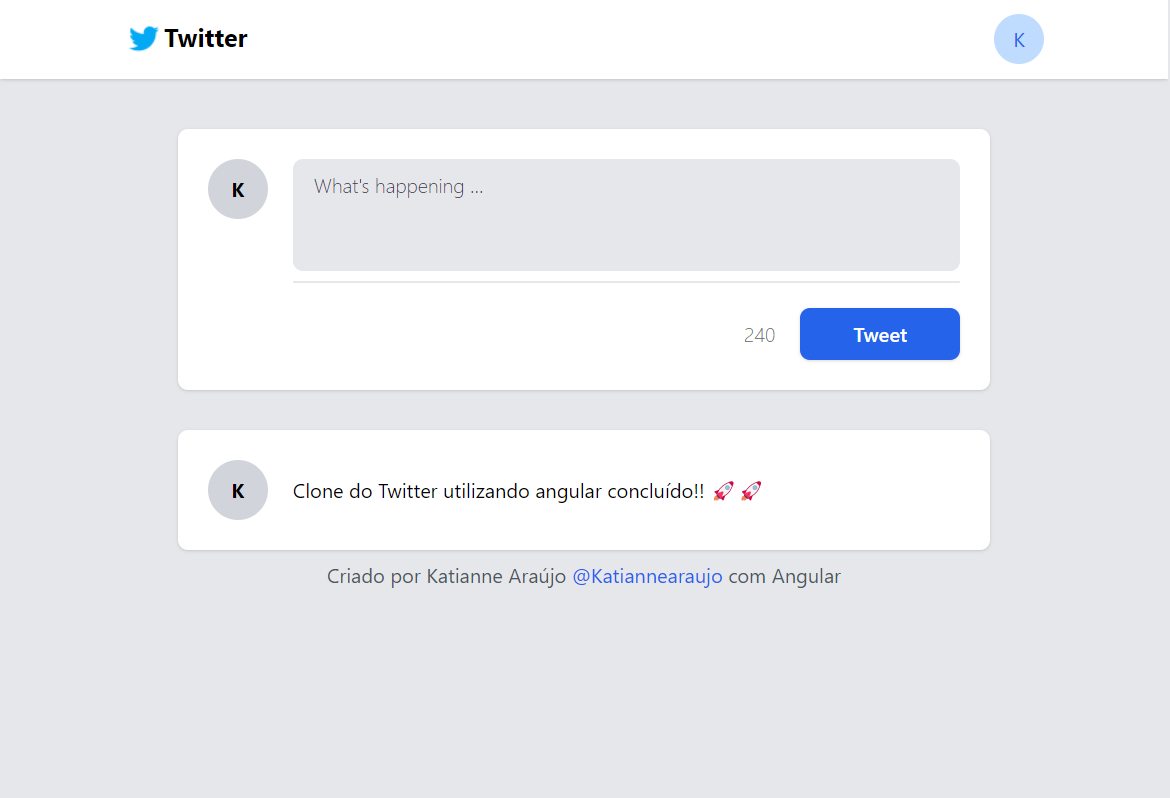 Twitter
K
K
What's happening ...
240
Tweet
K
Clone do Twitter utilizando angular concluído!! 🚀 🚀
Criado por Katianne Araújo @Katiannearaujo com Angular